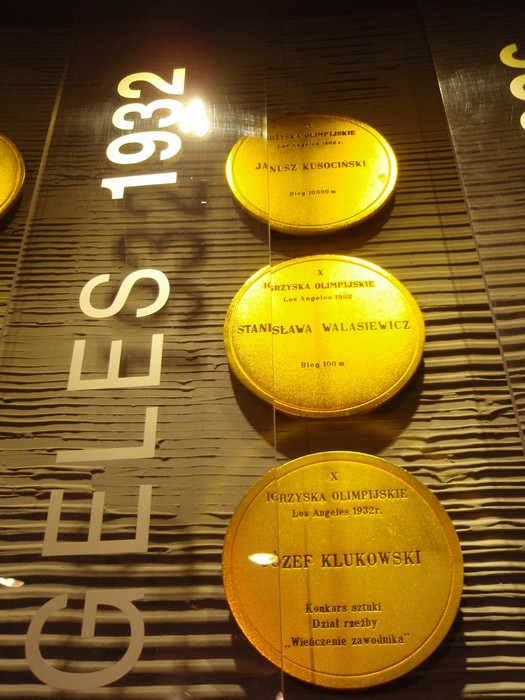 GELES 1932
X
IGRZYSKA OLIMPIJSKIE
Los Angeles 1932r.
JANUSZ KUSOCIŃSKI
Bieg 10000 m
X
IGRZYSKA OLIMPIJSKIE
Los Angeles 1932
STANISŁAWA WALASIEWICZ
Bieg 100 m
X
IGRZYSKA OLIMPIJSKIE
Los Angeles 1932r.
ZEF KLUKOWSKI
Konkurs sztuki
Dział rzeźby
„Wieńczenie zawodnika"